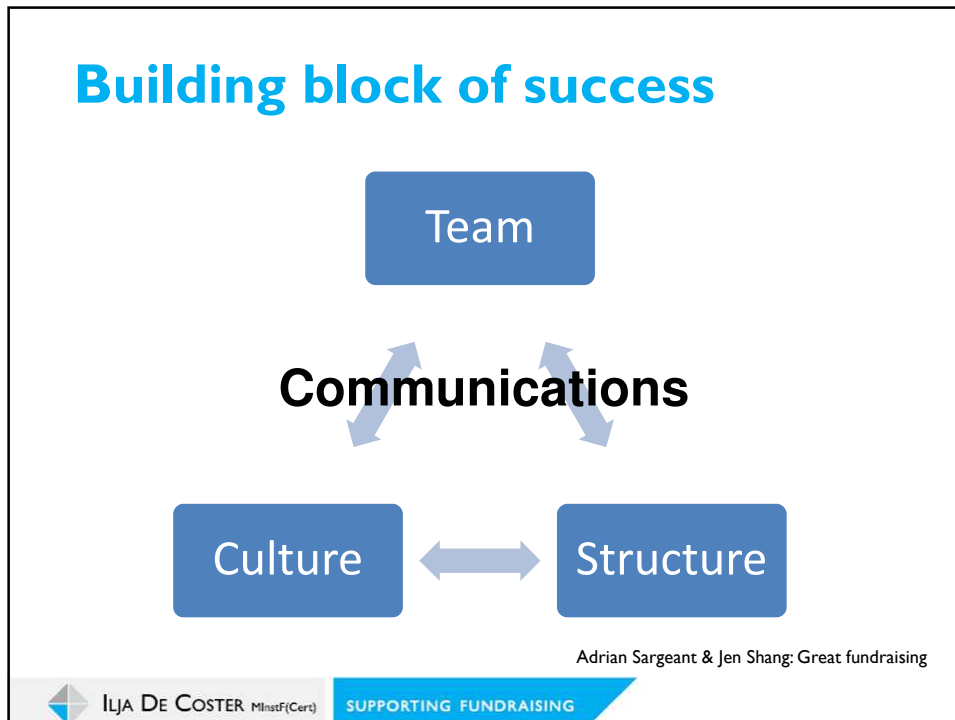 Building block of success
Team
Communications
Culture
Structure
Adrian Sargeant & Jen Shang: Great fundraising
ILJA DE COSTER MInstF(Cert)
SUPPORTING FUNDRAISING